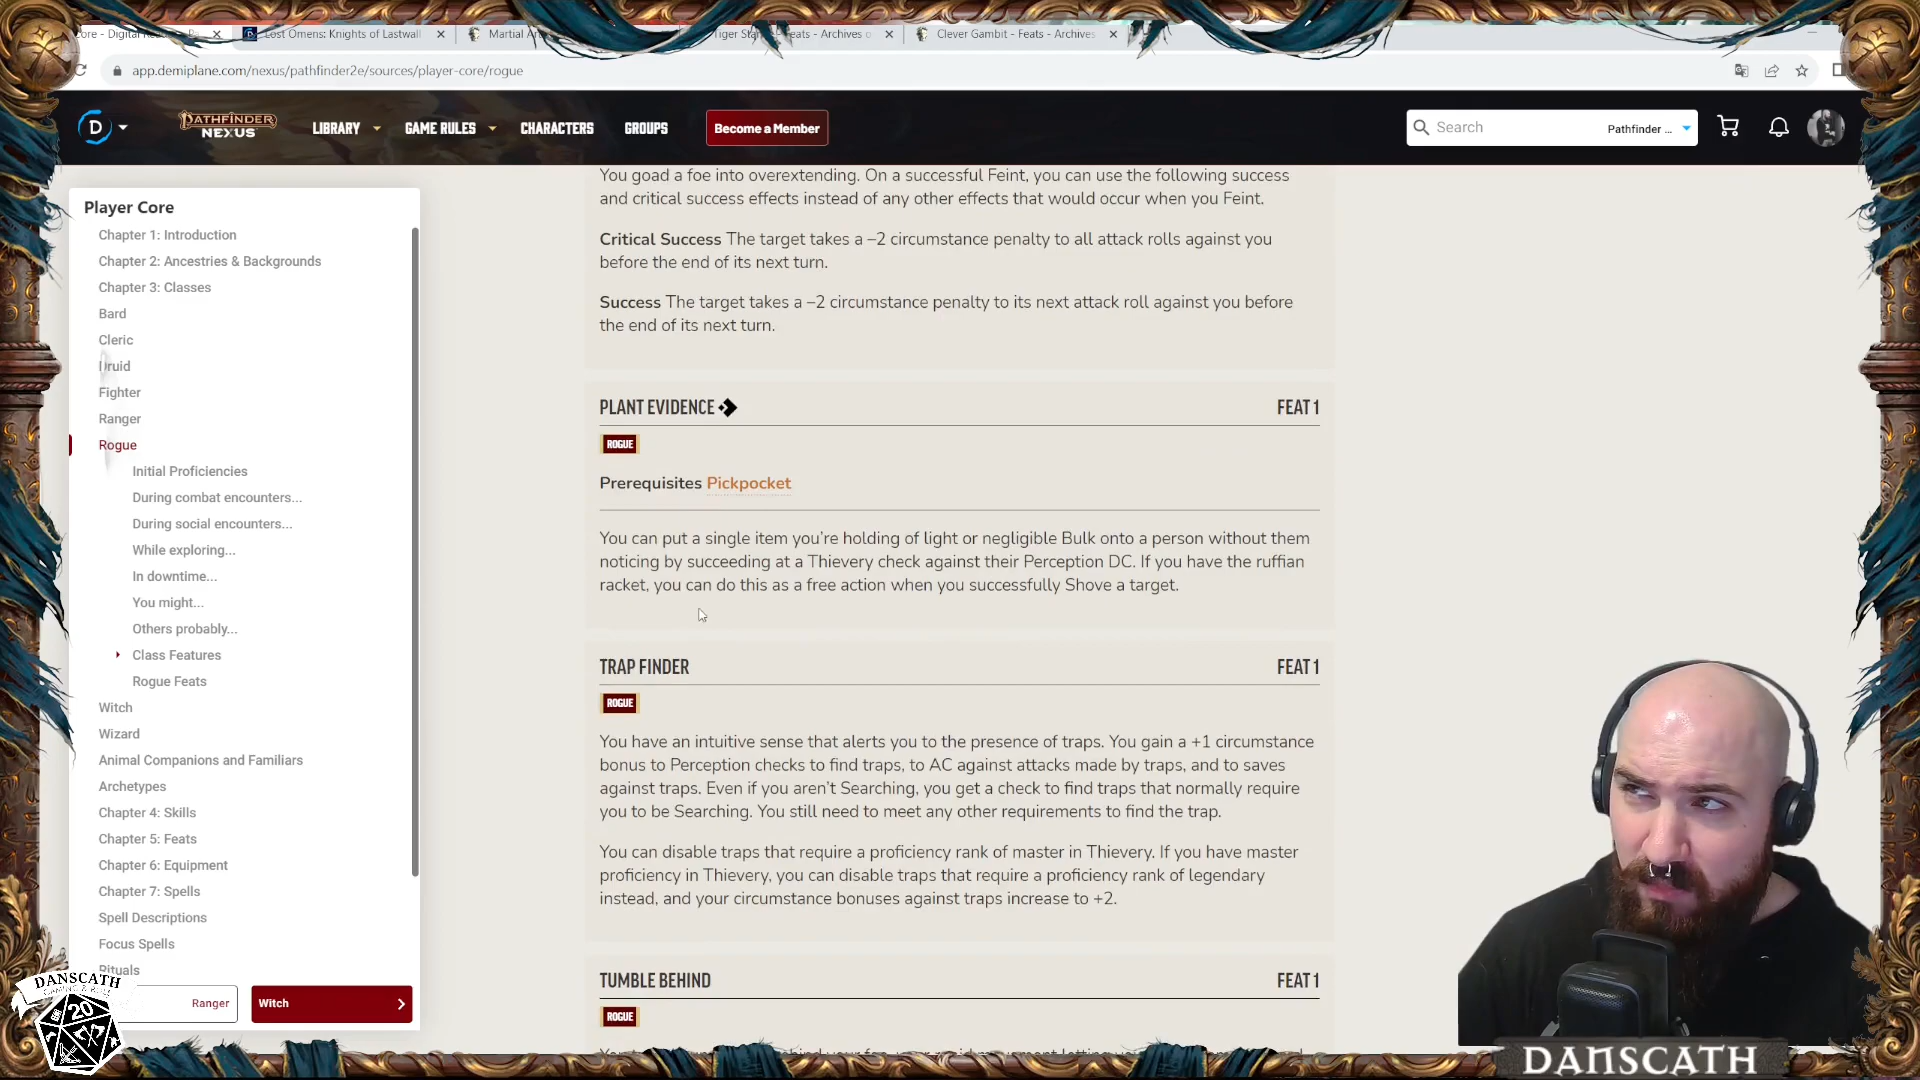 Core - Digital Re
Lost Omens: Knights of Lastwall
Martial Ar
Tiger Sta
eats - Archives o
Clever Gambit - Feats - Archives
app.demiplane.com/nexus/pathfinder2e/sources/player-core/rogue
D
PATHFINDER
NEXUS
LIBRARY
GAME RULES
CHARACTERS
GROUPS
Become a Member
Search
Pathfinder ...
Player Core
Chapter 1: Introduction
Chapter 2: Ancestries & Backgrounds
Chapter 3: Classes
Bard
Cleric
Druid
Fighter
Ranger
Rogue
Initial Proficiencies
During combat encounters...
During social encounters...
While exploring...
In downtime...
You might...
Others probably...
Class Features
Rogue Feats
Witch
Wizard
Animal Companions and Familiars
Archetypes
Chapter 4: Skills
Chapter 5: Feats
Chapter 6: Equipment
Chapter 7: Spells
Spell Descriptions
Focus Spells
Rituals
Ranger
Witch
You goad a foe into overextending. On a successful Feint, you can use the following success
and critical success effects instead of any other effects that would occur when you Feint.
Critical Success The target takes a –2 circumstance penalty to all attack rolls against you
before the end of its next turn.
Success The target takes a –2 circumstance penalty to its next attack roll against you before
the end of its next turn.
PLANT EVIDENCE
FEAT 1
ROGUE
Prerequisites Pickpocket
You can put a single item you’re holding of light or negligible Bulk onto a person without them
noticing by succeeding at a Thievery check against their Perception DC. If you have the ruffian
racket, you can do this as a free action when you successfully Shove a target.
TRAP FINDER
FEAT 1
ROGUE
You have an intuitive sense that alerts you to the presence of traps. You gain a +1 circumstance
bonus to Perception checks to find traps, to AC against attacks made by traps, and to saves
against traps. Even if you aren’t Searching, you get a check to find traps that normally require
you to be Searching. You still need to meet any other requirements to find the trap.
You can disable traps that require a proficiency rank of master in Thievery. If you have master
proficiency in Thievery, you can disable traps that require a proficiency rank of legendary
instead, and your circumstance bonuses against traps increase to +2.
TUMBLE BEHIND
FEAT 1
ROGUE
DANSCATH
20
DANSCATH